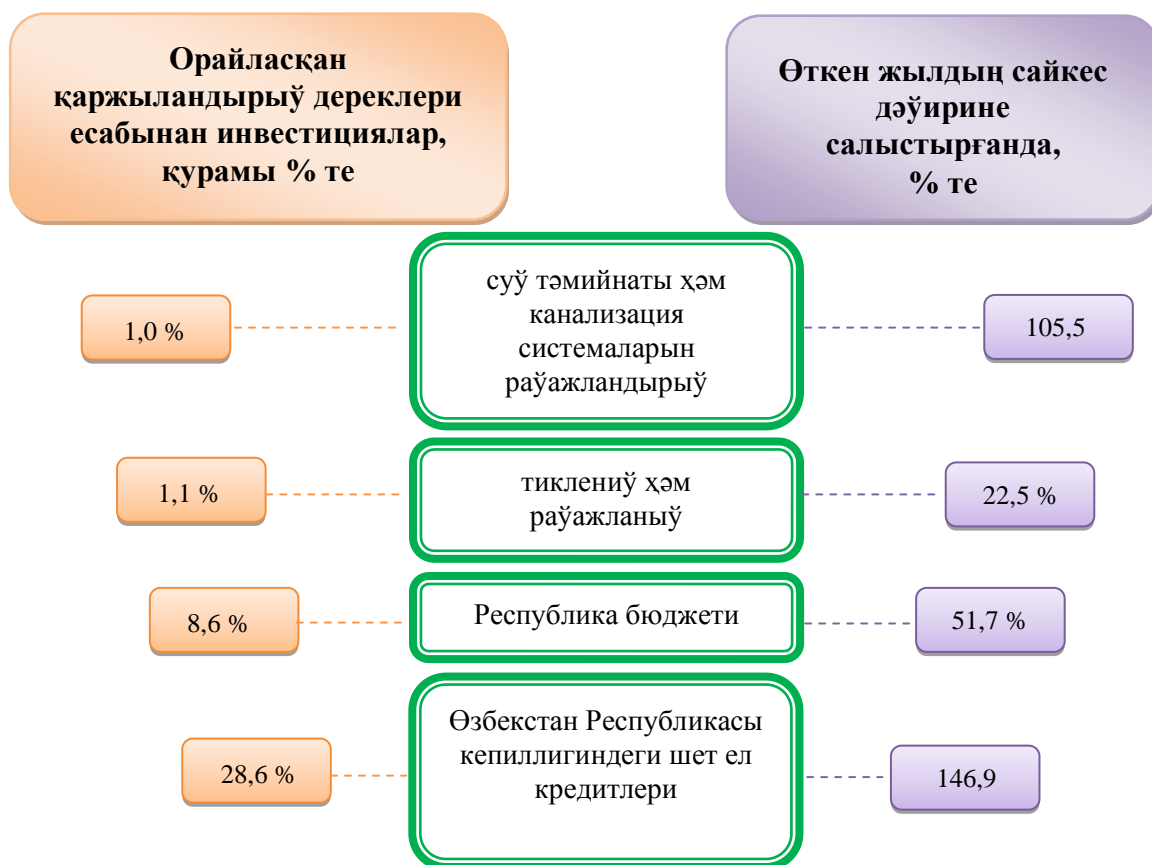 Орайласқан
қаржыландырыў дереклери
есабынан инвестициялар,
қурамы % те
Өткен жылдың сайкес
дәўирине
салыстырғанда,
% те
суў тәмийнаты ҳәм
канализация
системаларын
раўажландырыў
1,0 %
105,5
тиклениў ҳәм
раўажланыў
1,1 %
22,5 %
Республика бюджети
8,6 %
51,7 %
Өзбекстан Республикасы
кепиллигиндеги шет ел
кредитлери
28,6 %
146,9